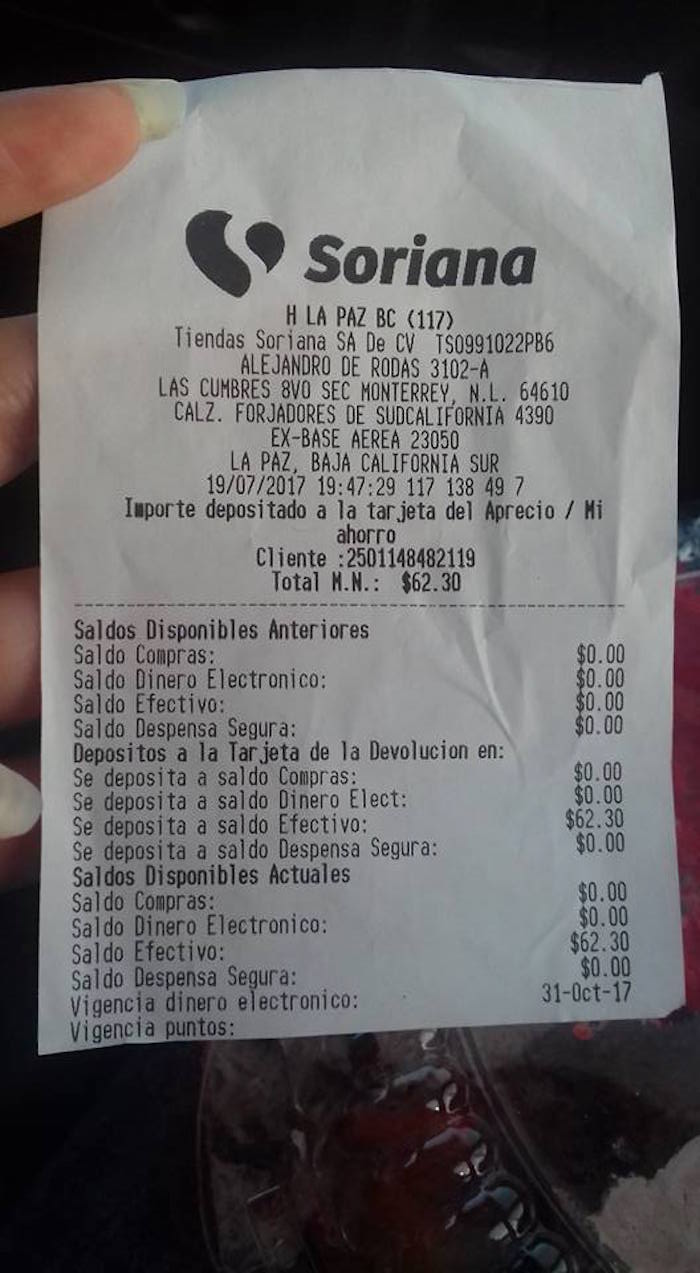 Soriana
H LA PAZ BC (117)
Tiendas Soriana SA De CV TSO991022PB6
ALEJANDRO DE RODAS 3102-A
LAS CUMBRES 8VO SEC MONTERREY, N.L. 64610
CALZ. FORJADORES DE SUDCALIFORNIA 4390
EX-BASE AEREA 23050
LA PAZ, BAJA CALIFORNIA SUR
19/07/2017 19:47:29 117 138 49 7
Importe depositado a la tarjeta del Aprecio / Mi
ahorro
Cliente :2501148482119
Total M.N.: $62.30
Saldos Disponibles Anteriores
Saldo Compras: $0.00
Saldo Dinero Electronico: $0.00
Saldo Efectivo: $0.00
Saldo Despensa Segura: $0.00
Depositos a la Tarjeta de la Devolucion en:
Se deposita a saldo Compras: $0.00
Se deposita a saldo Dinero Elect: $0.00
Se deposita a saldo Efectivo: $62.30
Se deposita a saldo Despensa Segura: $0.00
Saldos Disponibles Actuales
Saldo Compras: $0.00
Saldo Dinero Electronico: $0.00
Saldo Efectivo: $62.30
Saldo Despensa Segura: $0.00
Vigencia dinero electronico: 31-Oct-17
Vigencia puntos: